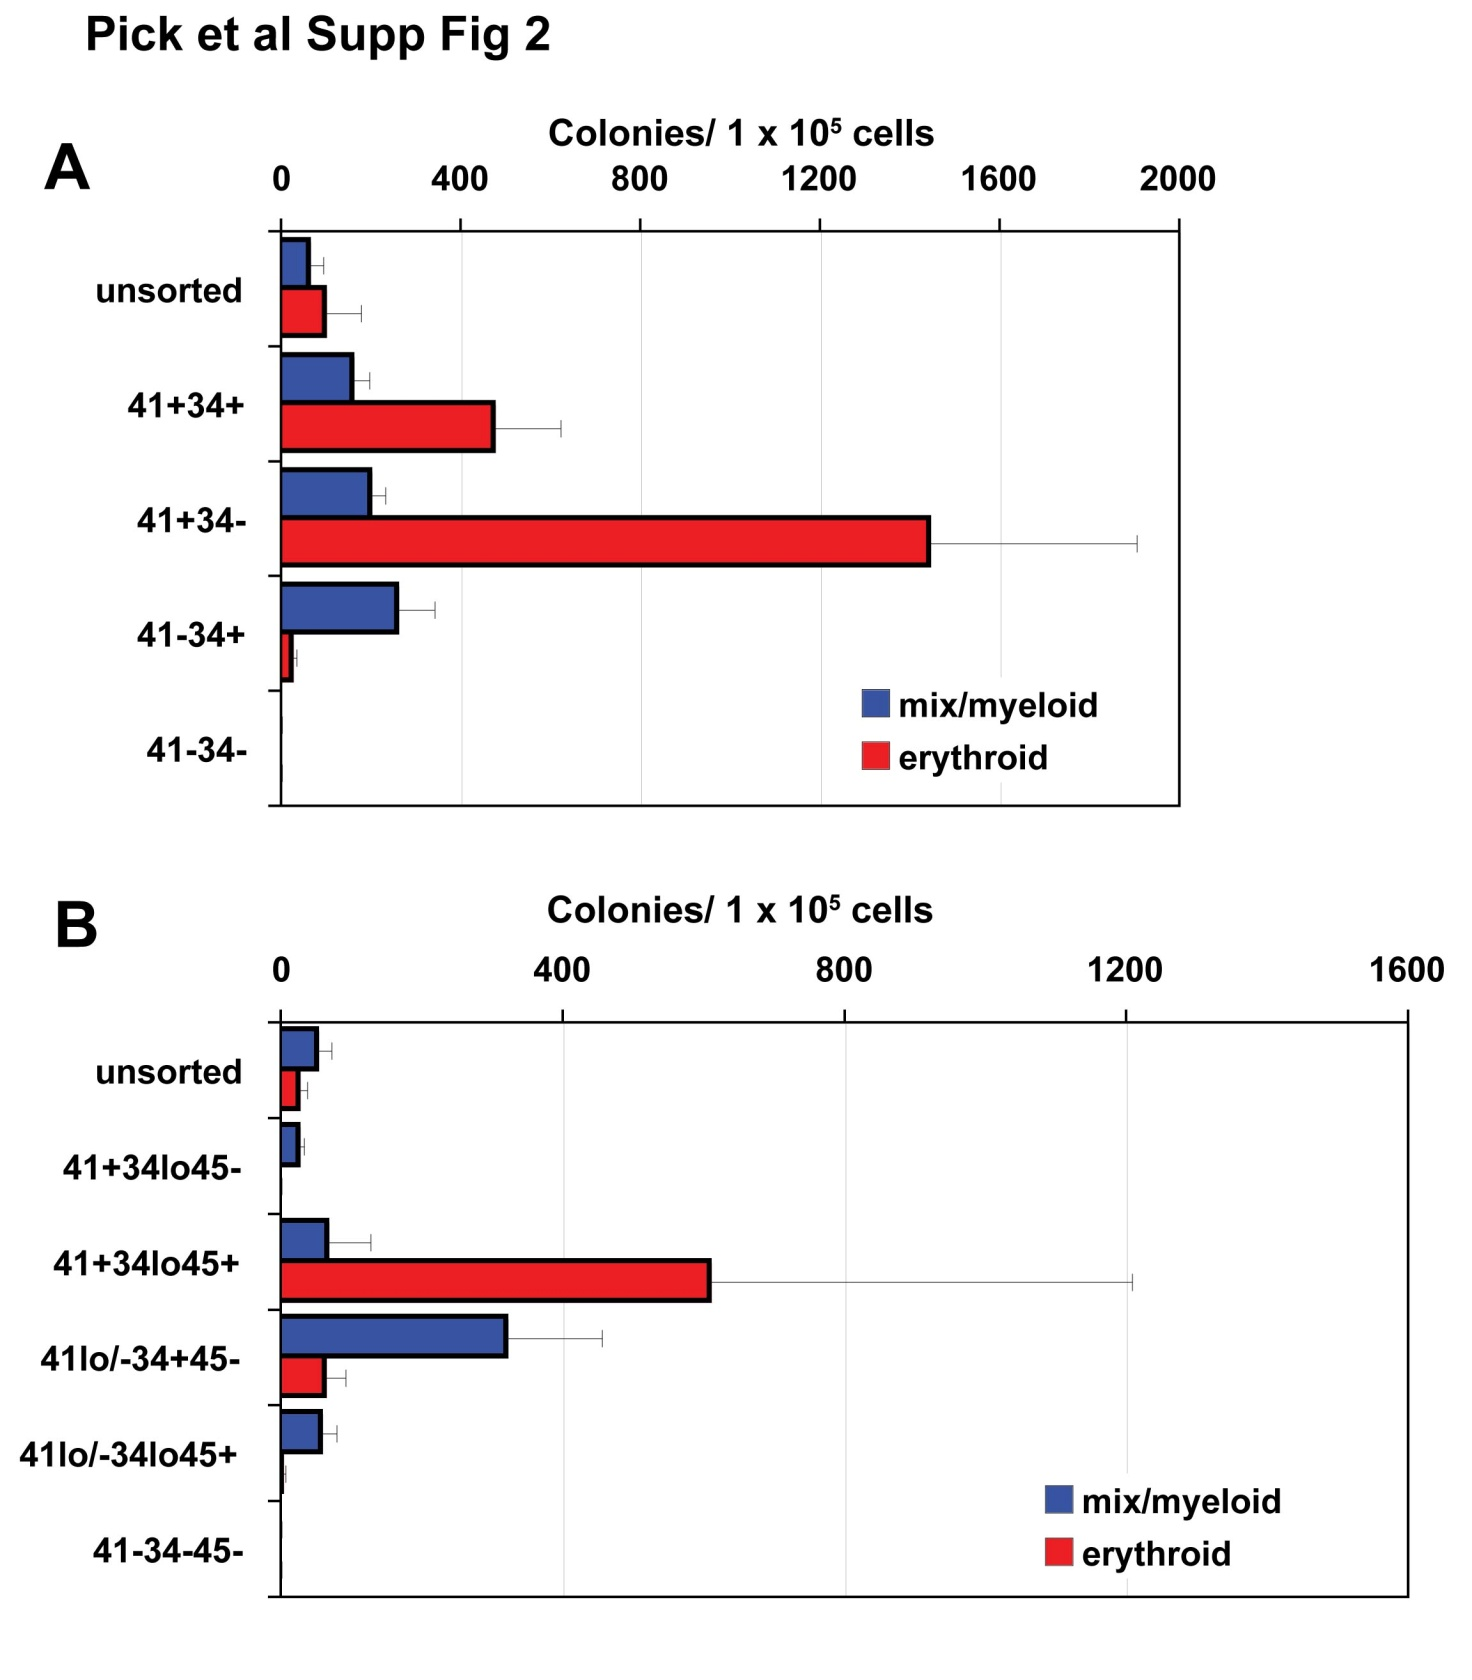 Pick et al Supp Fig 2
A
Colonies/ 1 x 10⁵ cells
0 400 800 1200 1600 2000
unsorted
41+34+
41+34-
41-34+
41-34-
mix/myeloid
erythroid
B
Colonies/ 1 x 10⁵ cells
0 400 800 1200 1600
unsorted
41+34lo45-
41+34lo45+
41lo/-34+45-
41lo/-34lo45+
41-34-45-
mix/myeloid
erythroid